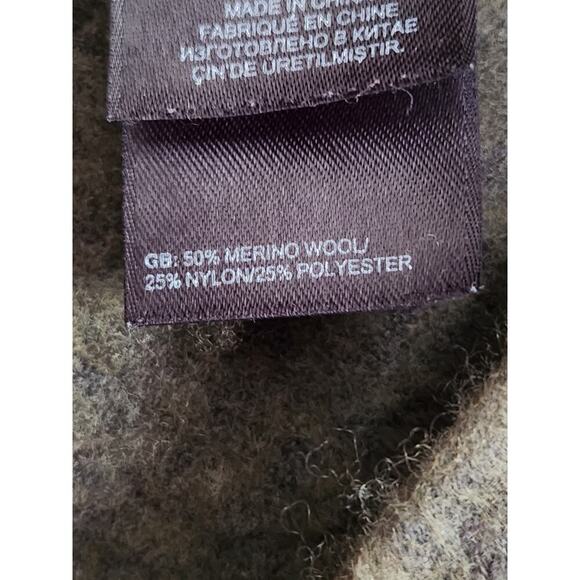 MADE IN CHINA
FABRIQUÉ EN CHINE
ИЗГОТОВЛЕНО В КИТАЕ
ÇİN'DE ÜRETİLMİŞTİR.
GB: 50% MERINO WOOL/
25% NYLON/25% POLYESTER